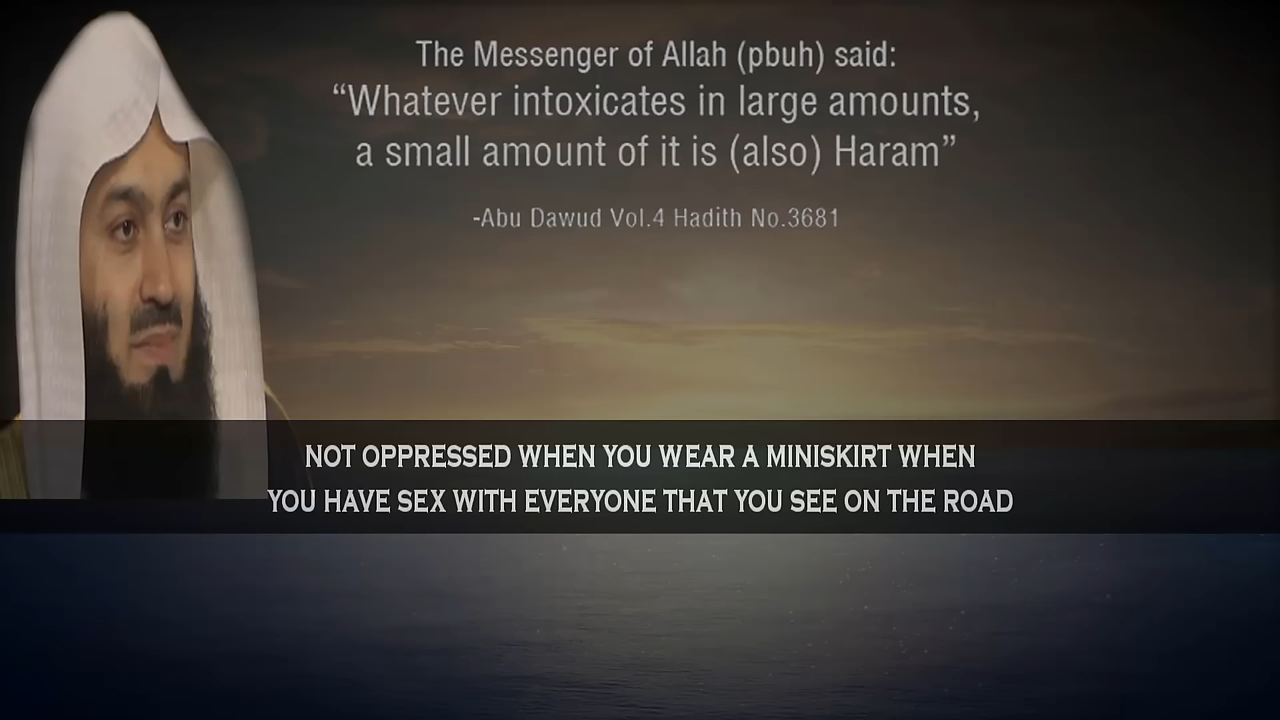 The Messenger of Allah (pbuh) said:
“Whatever intoxicates in large amounts,
a small amount of it is (also) Haram”
-Abu Dawud Vol.4 Hadith No.3681
NOT OPPRESSED WHEN YOU WEAR A MINISKIRT WHEN
YOU HAVE SEX WITH EVERYONE THAT YOU SEE ON THE ROAD